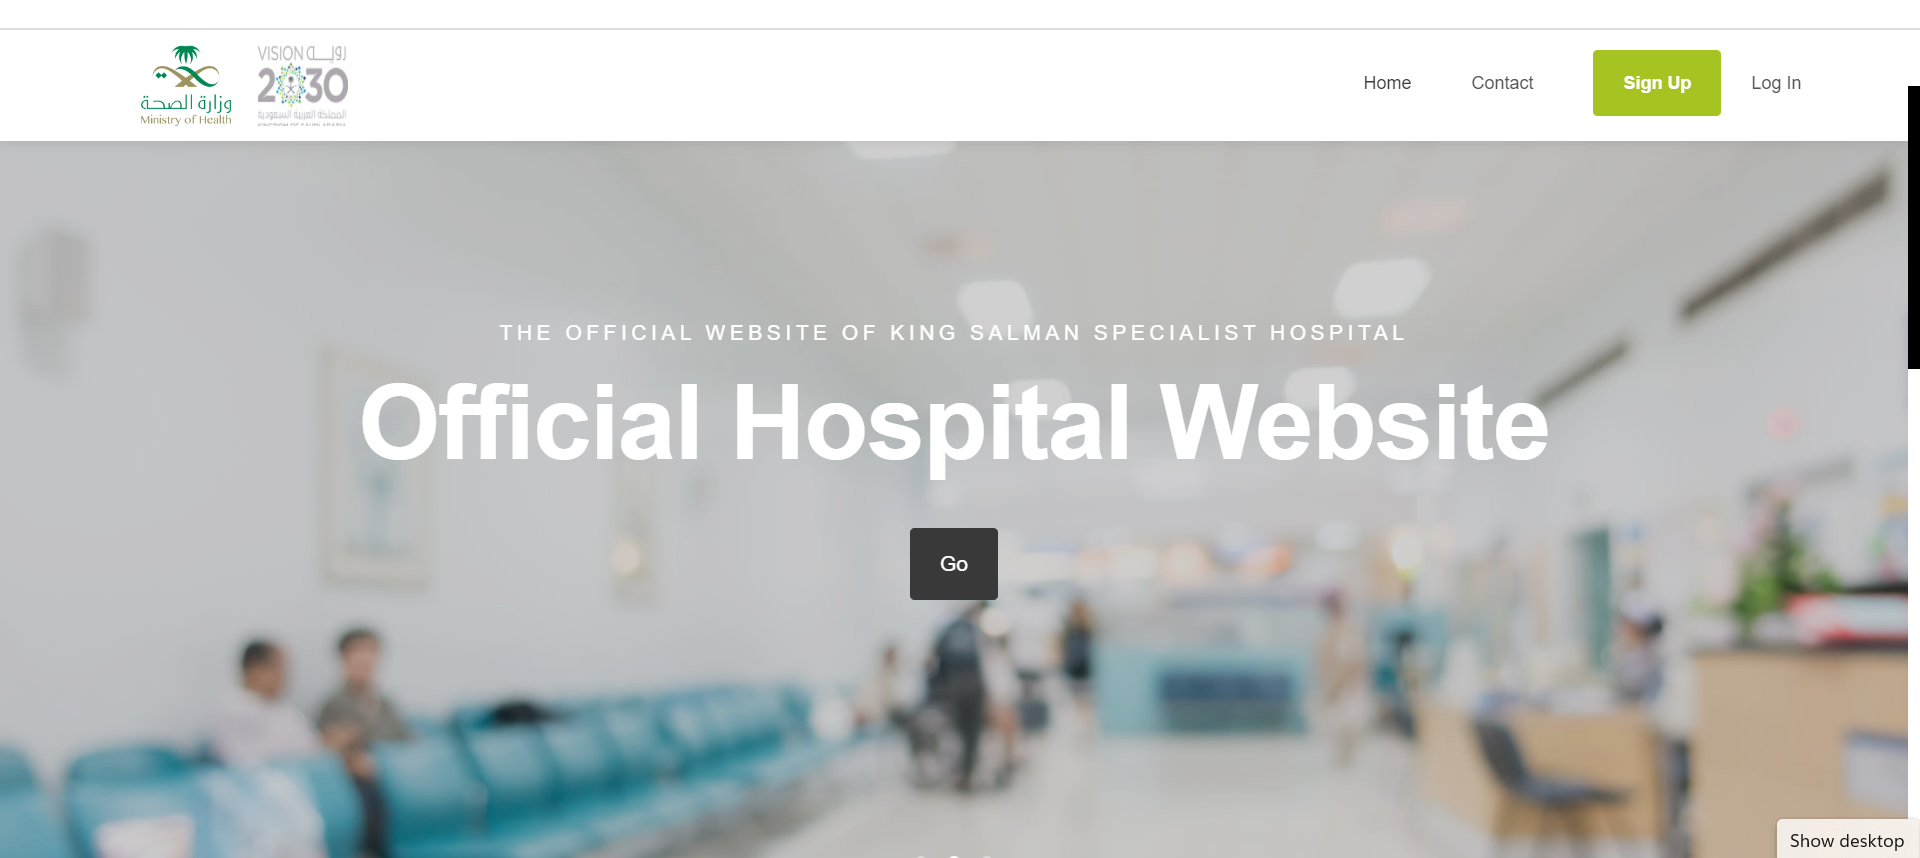 VISION رؤيــة
2030
المملكة العربية السعودية
KINGDOM OF SAUDI ARABIA
وزارة الصحة
Ministry of Health
Home
Contact
Sign Up
Log In
THE OFFICIAL WEBSITE OF KING SALMAN SPECIALIST HOSPITAL
Official Hospital Website
Go
Show desktop